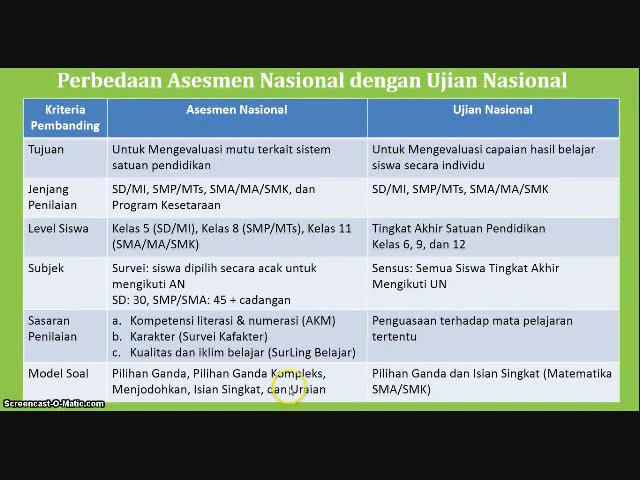 Perbedaan Asesmen Nasional dengan Ujian Nasional
Kriteria Pembanding
Asesmen Nasional
Ujian Nasional
Tujuan
Untuk Mengevaluasi mutu terkait sistem
satuan pendidikan
Untuk Mengevaluasi capaian hasil belajar
siswa secara individu
Jenjang
Penilaian
SD/MI, SMP/MTs, SMA/MA/SMK, dan
Program Kesetaraan
SD/MI, SMP/MTs, SMA/MA/SMK
Level Siswa
Kelas 5 (SD/MI), Kelas 8 (SMP/MTs), Kelas 11
(SMA/MA/SMK)
Tingkat Akhir Satuan Pendidikan
Kelas 6, 9, dan 12
Subjek
Survei: siswa dipilih secara acak untuk
mengikuti AN
SD: 30, SMP/SMA: 45 + cadangan
Sensus: Semua Siswa Tingkat Akhir
Mengikuti UN
Sasaran
Penilaian
a. Kompetensi literasi & numerasi (AKM)
b. Karakter (Survei Kafakter)
c. Kualitas dan iklim belajar (SurLing Belajar)
Penguasaan terhadap mata pelajaran
tertentu
Model Soal
Pilihan Ganda, Pilihan Ganda Kompleks,
Menjodohkan, Isian Singkat, dan Uraian
Pilihan Ganda dan Isian Singkat (Matematika
SMA/SMK)
Screencast-O-Matic.com